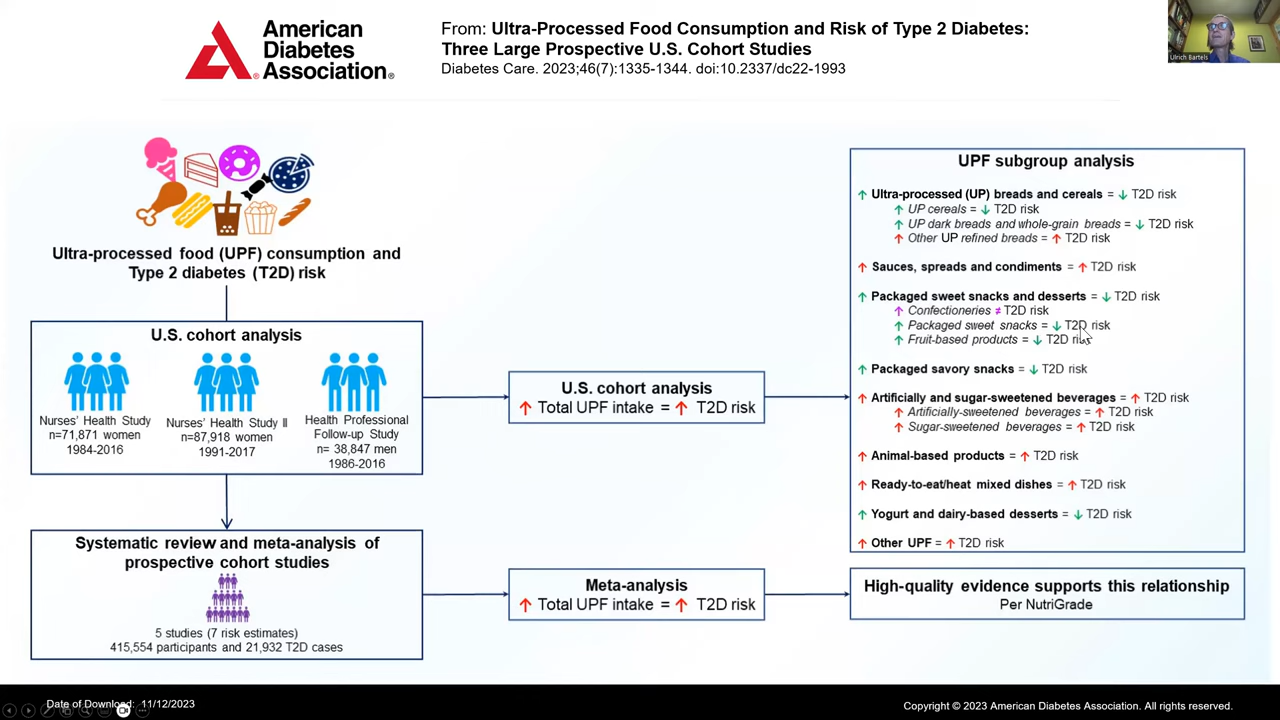 American
Diabetes
Association®
From: Ultra-Processed Food Consumption and Risk of Type 2 Diabetes:
Three Large Prospective U.S. Cohort Studies
Diabetes Care. 2023;46(7):1335-1344. doi:10.2337/dc22-1993
Ulrich Bartels
Ultra-processed food (UPF) consumption and
Type 2 diabetes (T2D) risk
U.S. cohort analysis
Nurses' Health Study
n=71,871 women
1984-2016
Nurses' Health Study II
n=87,918 women
1991-2017
Health Professional
Follow-up Study
n= 38,847 men
1986-2016
Systematic review and meta-analysis of
prospective cohort studies
5 studies (7 risk estimates)
415,554 participants and 21,932 T2D cases
U.S. cohort analysis
↑ Total UPF intake = ↑ T2D risk
Meta-analysis
↑ Total UPF intake = ↑ T2D risk
UPF subgroup analysis
↑ Ultra-processed (UP) breads and cereals = ↓ T2D risk
↑ UP cereals = ↓ T2D risk
↑ UP dark breads and whole-grain breads = ↓ T2D risk
↑ Other UP refined breads = ↑ T2D risk
↑ Sauces, spreads and condiments = ↑ T2D risk
↑ Packaged sweet snacks and desserts = ↓ T2D risk
↑ Confectioneries ≠ T2D risk
↑ Packaged sweet snacks = ↓ T2D risk
↑ Fruit-based products = ↓ T2D risk
↑ Packaged savory snacks = ↓ T2D risk
↑ Artificially and sugar-sweetened beverages = ↑ T2D risk
↑ Artificially-sweetened beverages = ↑ T2D risk
↑ Sugar-sweetened beverages = ↑ T2D risk
↑ Animal-based products = ↑ T2D risk
↑ Ready-to-eat/heat mixed dishes = ↑ T2D risk
↑ Yogurt and dairy-based desserts = ↓ T2D risk
↑ Other UPF = ↑ T2D risk
High-quality evidence supports this relationship
Per NutriGrade
Date of Download: 11/12/2023
Copyright © 2023 American Diabetes Association. All rights reserved.